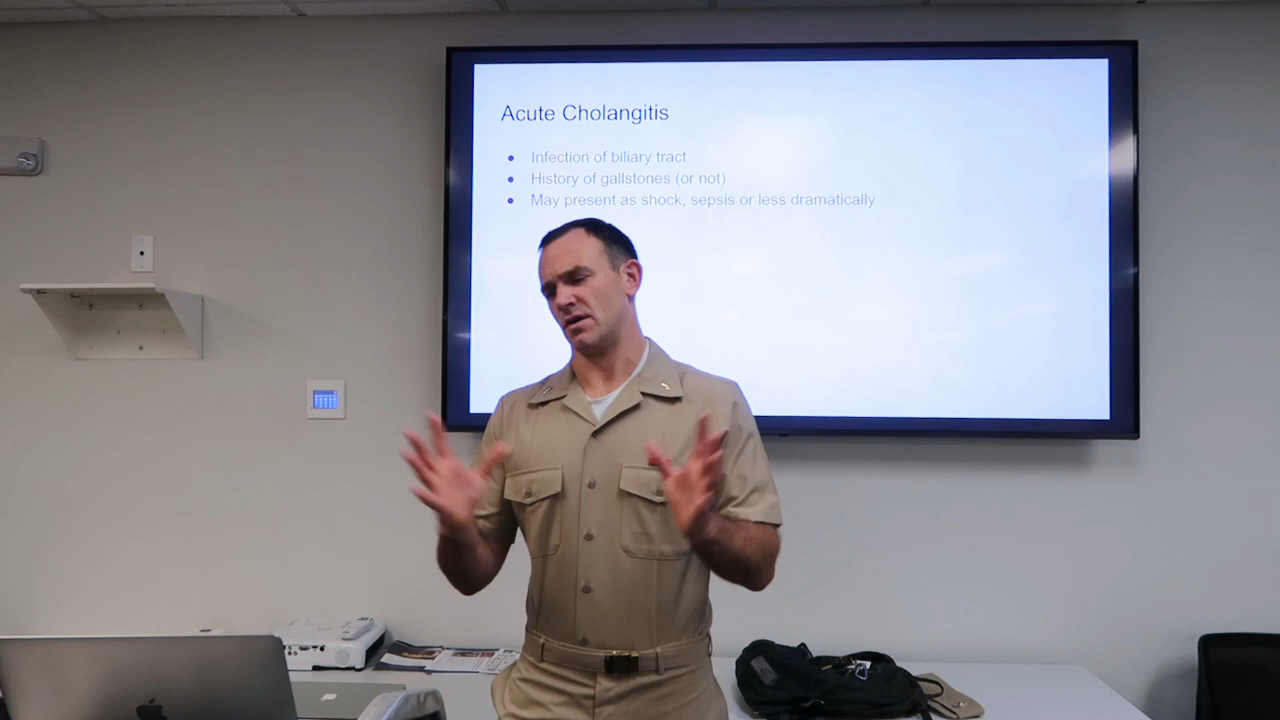 Acute Cholangitis
Infection of biliary tract
History of gallstones (or not)
May present as shock, sepsis or less dramatically